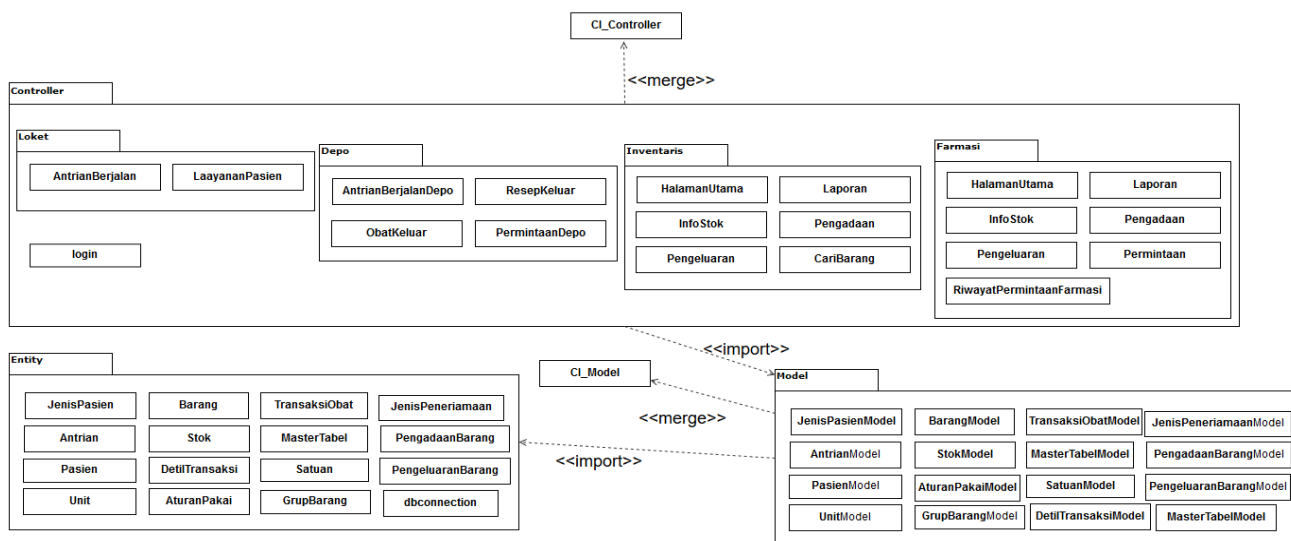 CI_Controller
<<merge>>
Controller
Loket
AntrianBerjalan
LaayananPasien
login
Depo
AntrianBerjalanDepo
ResepKeluar
ObatKeluar
PermintaanDepo
Inventaris
HalamanUtama
Laporan
InfoStok
Pengadaan
Pengeluaran
CariBarang
Farmasi
HalamanUtama
Laporan
InfoStok
Pengadaan
Pengeluaran
Permintaan
RiwayatPermintaanFarmasi
<<import>>
Entity
JenisPasien
Barang
TransaksiObat
JenisPeneriamaan
Antrian
Stok
MasterTabel
PengadaanBarang
Pasien
DetilTransaksi
Satuan
PengeluaranBarang
Unit
AturanPakai
GrupBarang
dbconnection
CI_Model
<<merge>>
<<import>>
Model
JenisPasienModel
BarangModel
TransaksiObatModel
JenisPeneriamaanModel
AntrianModel
StokModel
MasterTabelModel
PengadaanBarangModel
PasienModel
AturanPakaiModel
SatuanModel
PengeluaranBarangModel
UnitModel
GrupBarangModel
DetilTransaksiModel
MasterTabelModel